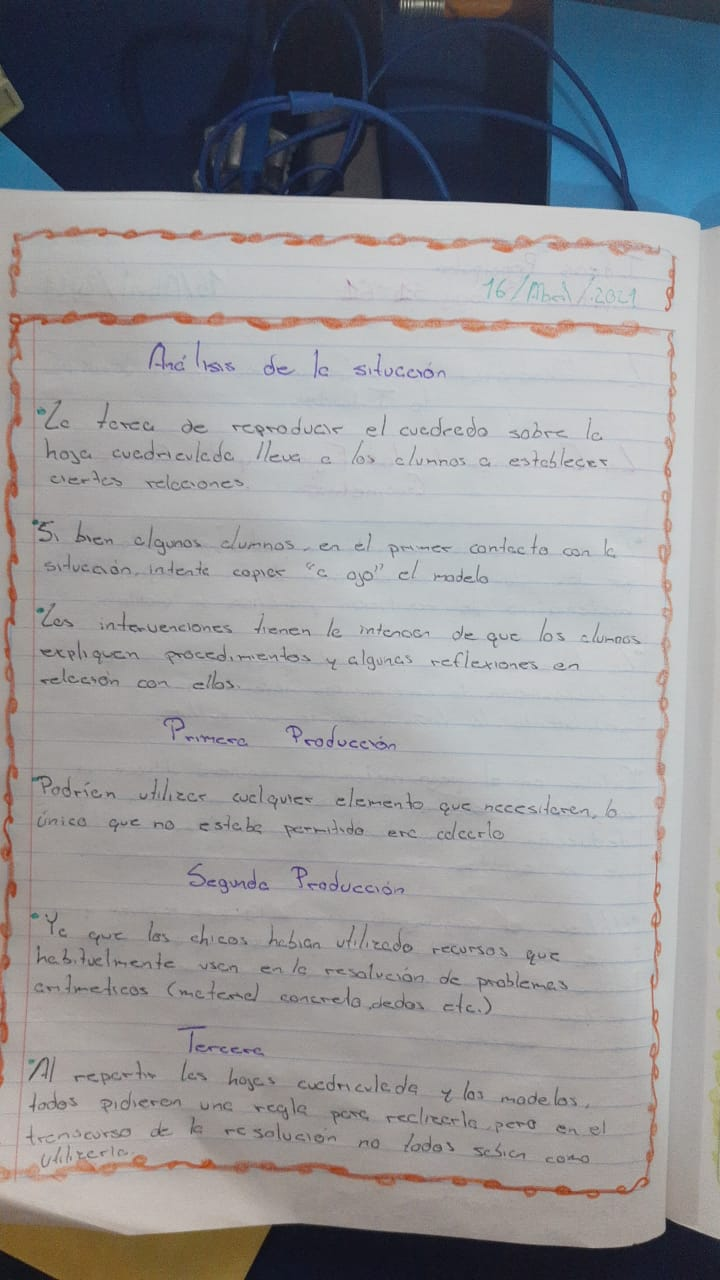 16/Abril/2021
Análisis de la situación
La tarea de reproducir el cuadrado sobre la
hoja cuadriculada lleva a los alumnos a establecer
ciertas relaciones.
Si bien algunos alumnos, en el primer contacto con la
situación, intente copiar "a ojo" el modelo
Las intervenciones tienen la intención de que los alumnos
expliquen procedimientos y algunas reflexiones en
relación con ellos.
Primera Producción
Podrían utilizar cualquier elemento que necesitaran, lo
único que no estaba permitido era calcarlo
Segunda Producción
Ya que los chicos habían utilizado recursos que
habitualmente usan en la resolución de problemas
aritmeticos (material concreto, dedos etc.)
Tercera
Al repartir las hojas cuadriculada y los modelos,
todos pidieron una regla para realizarla, pero en el
transcurso de la resolución no todos sabían como
utilizarla.